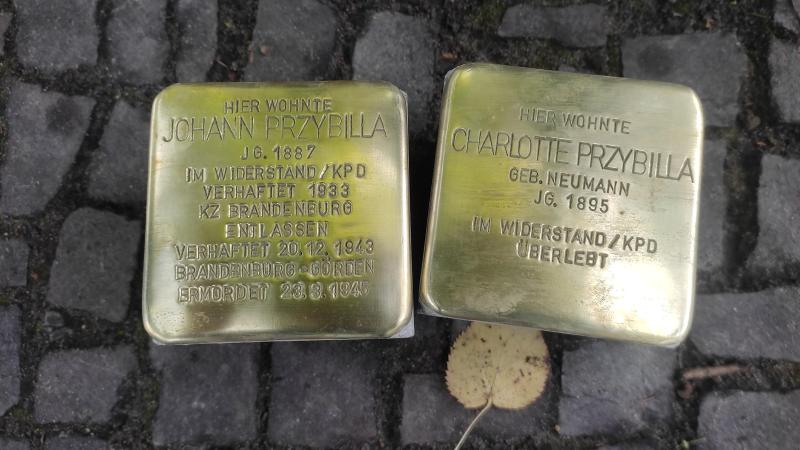 HIER WOHNTE
JOHANN PRZYBILLA
JG. 1887
IM WIDERSTAND/KPD
VERHAFTET 1933
KZ BRANDENBURG
ENTLASSEN
VERHAFTET 20.12.1943
BRANDENBURG-GÖRDEN
ERMORDET 23.3.1945
HIER WOHNTE
CHARLOTTE PRZYBILLA
GEB. NEUMANN
JG. 1895
IM WIDERSTAND/KPD
ÜBERLEBT